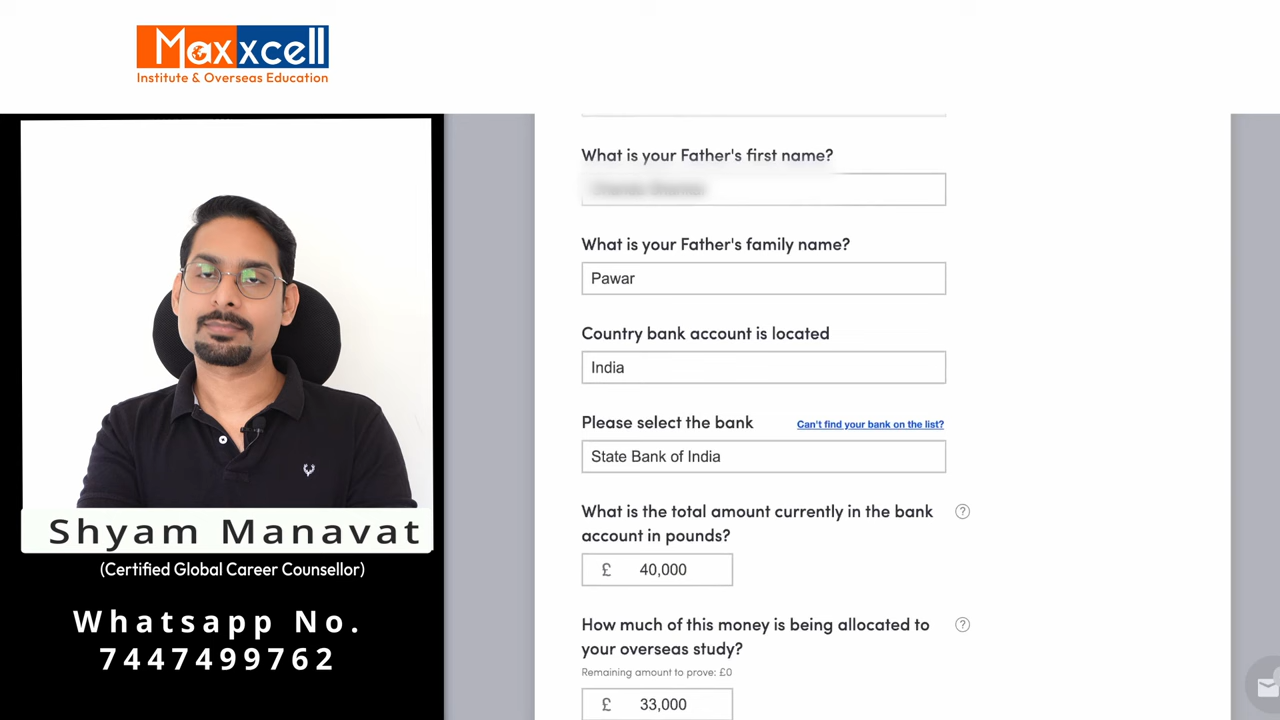 Maxxcell
Institute & Overseas Education
Shyam Manavat
(Certified Global Career Counsellor)
Whatsapp No.
7447499762
What is your Father's first name?
What is your Father's family name?
Pawar
Country bank account is located
India
Please select the bank
Can't find your bank on the list?
State Bank of India
What is the total amount currently in the bank
account in pounds?
?
£ 40,000
How much of this money is being allocated to
your overseas study?
?
Remaining amount to prove: £0
£ 33,000